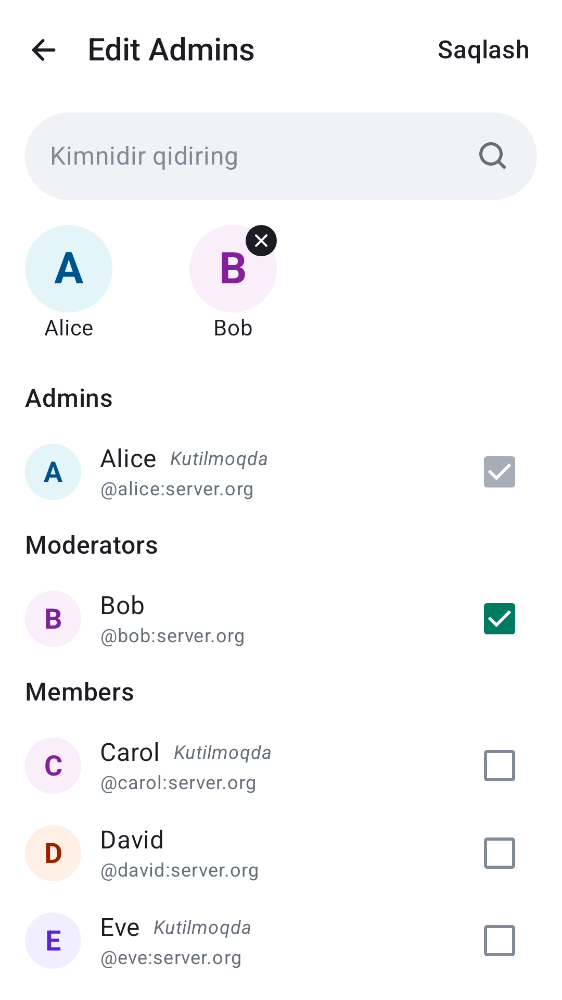 Edit Admins
Saqlash
Kimnidir qidiring
A
B
Alice
Bob
Admins
A
Alice Kutilmoqda
@alice:server.org
Moderators
B
Bob
@bob:server.org
Members
C
Carol Kutilmoqda
@carol:server.org
D
David
@david:server.org
E
Eve Kutilmoqda
@eve:server.org